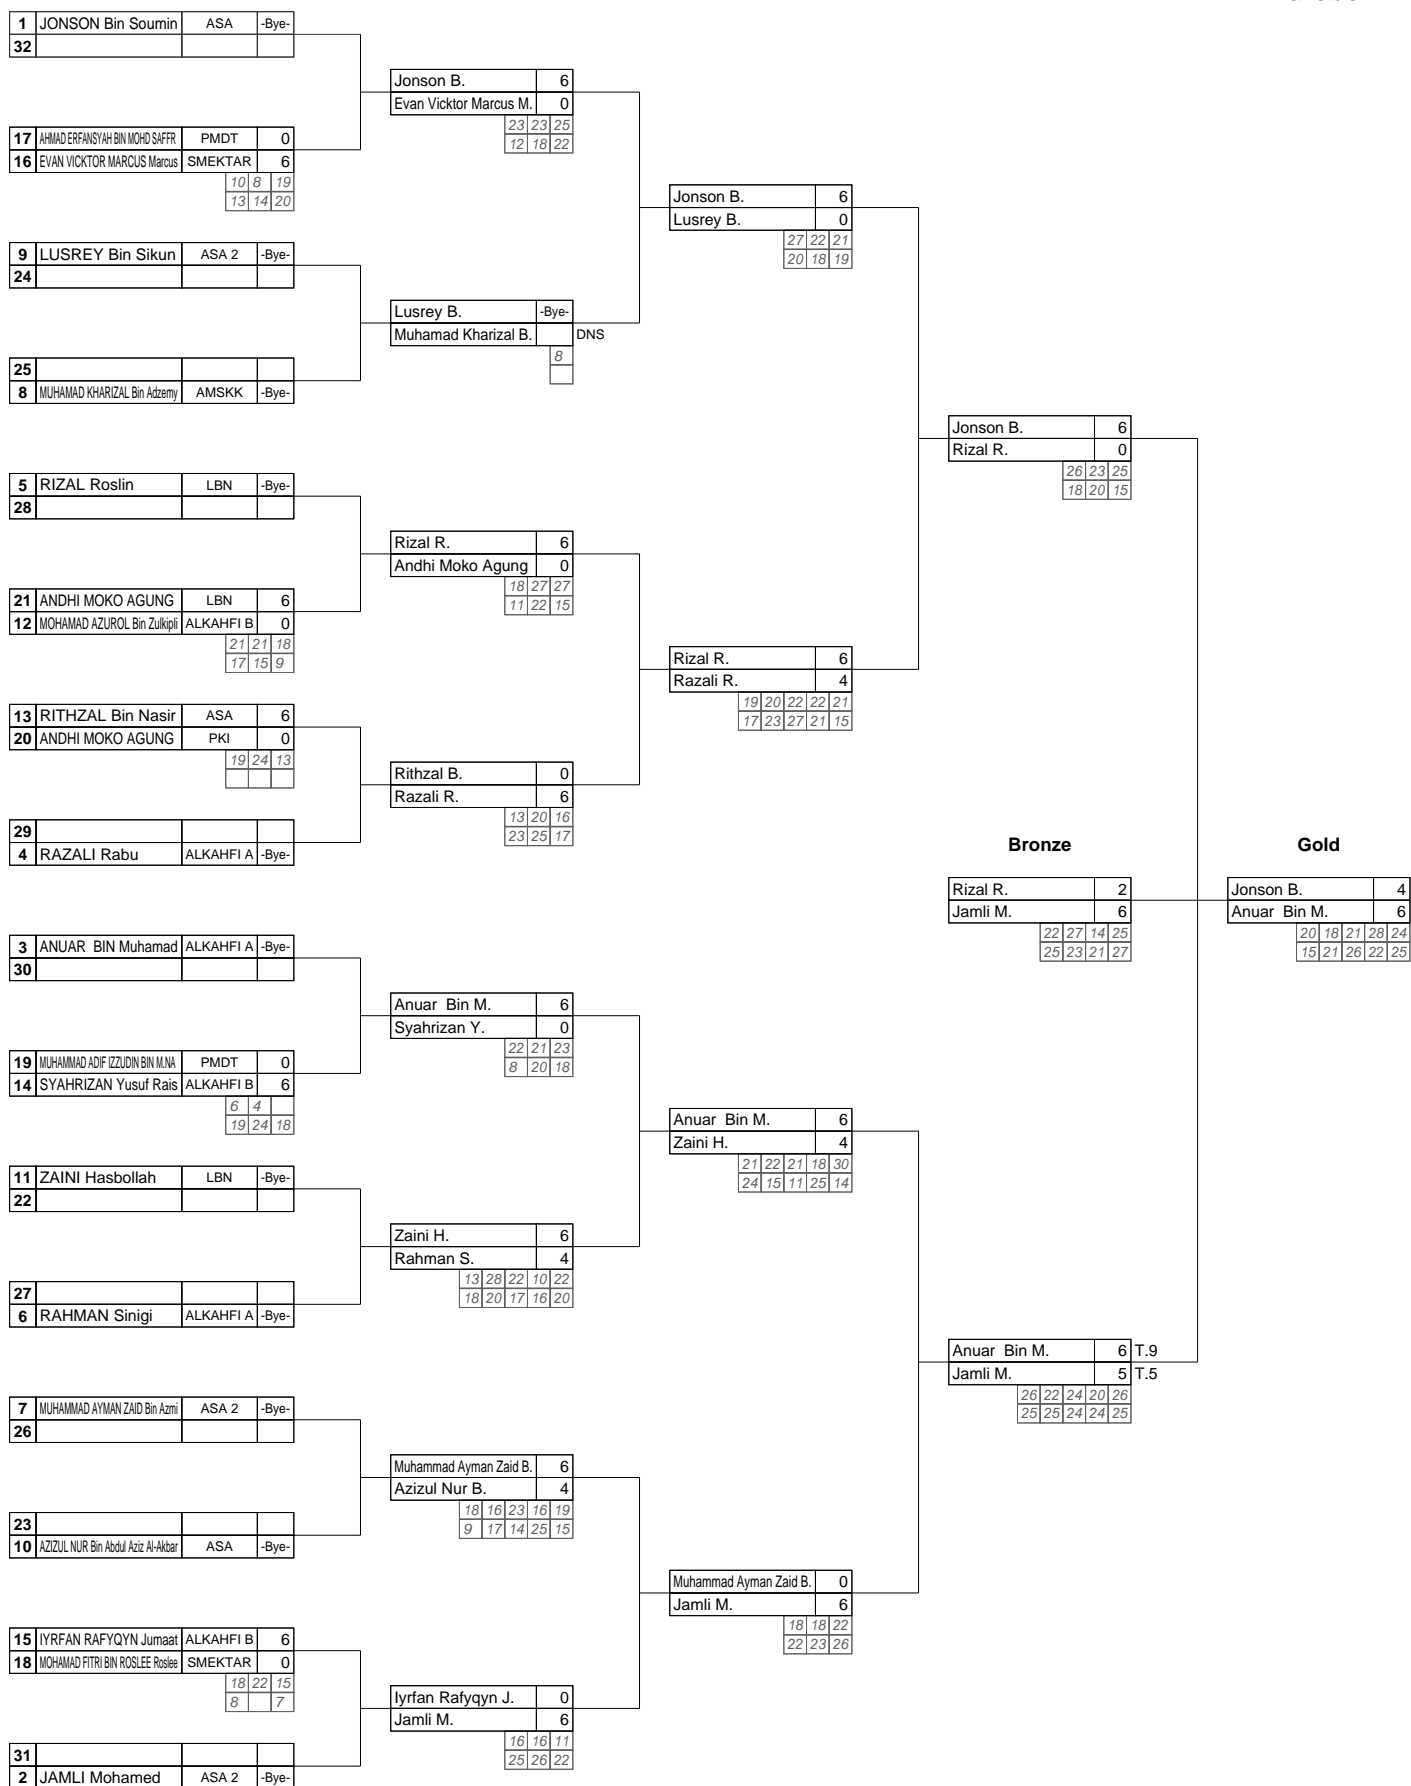 1 JONSON Bin Soumin ASA -Bye-
32
Jonson B. 6
Evan Vicktor Marcus M. 0
23 23 25
12 18 22
17 AHMAD ERFANSYAH BIN MOHD SAFFR PMDT 0
16 EVAN VICKTOR MARCUS Marcus SMEKTAR 6
10 8 19
13 14 20
Jonson B. 6
Lusrey B. 0
27 22 21
20 18 19
9 LUSREY Bin Sikun ASA 2 -Bye-
24
Lusrey B. -Bye-
Muhamad Kharizal B. DNS
8
25
8 MUHAMAD KHARIZAL Bin Adzemy AMSKK -Bye-
Jonson B. 6
Rizal R. 0
26 23 25
18 20 15
5 RIZAL Roslin LBN -Bye-
28
Rizal R. 6
Andhi Moko Agung 0
18 27 27
11 22 15
21 ANDHI MOKO AGUNG LBN 6
12 MOHAMAD AZUROL Bin Zulkipli ALKAHFI B 0
21 21 18
17 15 9
Rizal R. 6
Razali R. 4
19 20 22 22 21
17 23 27 21 15
13 RITHZAL Bin Nasir ASA 6
20 ANDHI MOKO AGUNG PKI 0
19 24 13
Rithzal B. 0
Razali R. 6
13 20 16
23 25 17
29
4 RAZALI Rabu ALKAHFI A -Bye-
Bronze Gold
Rizal R. 2
Jamli M. 6
22 27 14 25
25 23 21 27
Jonson B. 4
Anuar Bin M. 6
20 18 21 28 24
15 21 26 22 25
3 ANUAR BIN Muhamad ALKAHFI A -Bye-
30
Anuar Bin M. 6
Syahrizan Y. 0
22 21 23
8 20 18
19 MUHAMMAD ADIF IZZUDIN BIN M.NA PMDT 0
14 SYAHRIZAN Yusuf Rais ALKAHFI B 6
6 4
19 24 18
Anuar Bin M. 6
Zaini H. 4
21 22 21 18 30
24 15 11 25 14
11 ZAINI Hasbollah LBN -Bye-
22
Zaini H. 6
Rahman S. 4
13 28 22 10 22
18 20 17 16 20
27
6 RAHMAN Sinigi ALKAHFI A -Bye-
Anuar Bin M. 6 T.9
Jamli M. 5 T.5
26 22 24 20 26
25 25 24 24 25
7 MUHAMMAD AYMAN ZAID Bin Azmi ASA 2 -Bye-
26
Muhammad Ayman Zaid B. 6
Azizul Nur B. 4
18 16 23 16 19
9 17 14 25 15
23
10 AZIZUL NUR Bin Abdul Aziz Al-Akbar ASA -Bye-
Muhammad Ayman Zaid B. 0
Jamli M. 6
18 18 22
22 23 26
15 IYRFAN RAFYQYN Jumaat ALKAHFI B 6
18 MOHAMAD FITRI BIN ROSLEE Roslee SMEKTAR 0
18 22 15
8 7
Iyrfan Rafyqyn J. 0
Jamli M. 6
16 16 11
25 26 22
31
2 JAMLI Mohamed ASA 2 -Bye-